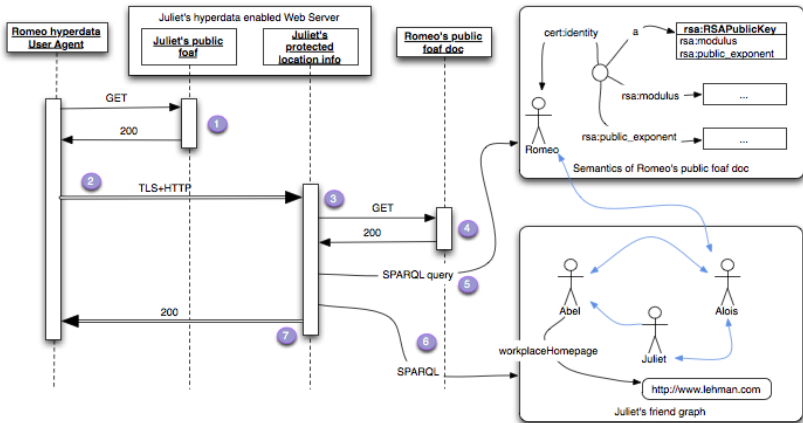 Juliet's hyperdata enabled Web Server
Romeo hyperdata
User Agent
Juliet's public
foaf
Juliet's
protected
location info
Romeo's public
foaf doc
GET
200
1
2
TLS+HTTP
3
GET
200
4
SPARQL query
5
200
7
6
SPARQL
cert:identity
a
rsa:RSAPublicKey
rsa:modulus
rsa:public_exponent
rsa:modulus
...
rsa:public_exponent
...
Romeo
Semantics of Romeo's public foaf doc
Abel
Alois
Juliet
workplaceHomepage
http://www.lehman.com
Juliet's friend graph